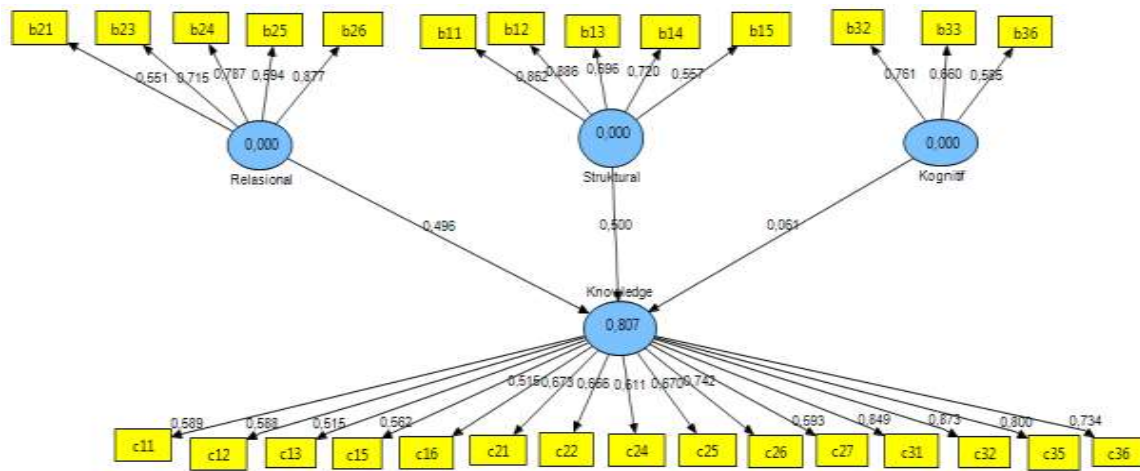 b21 b23 b24 b25 b26 b11 b12 b13 b14 b15 b32 b33 b36
0,551 0,715 0,787 0,594 0,877 0,862 0,886 0,696 0,720 0,557 0,761 0,660 0,585
0,000 0,000 0,000
Relasional Struktural Kognitif
0,496 0,500 0,051
Knowledge
0,807
0,589 0,588 0,515 0,562 0,515 0,673 0,666 0,611 0,670 0,742 0,693 0,849 0,873 0,800 0,734
c11 c12 c13 c15 c16 c21 c22 c24 c25 c26 c27 c31 c32 c35 c36